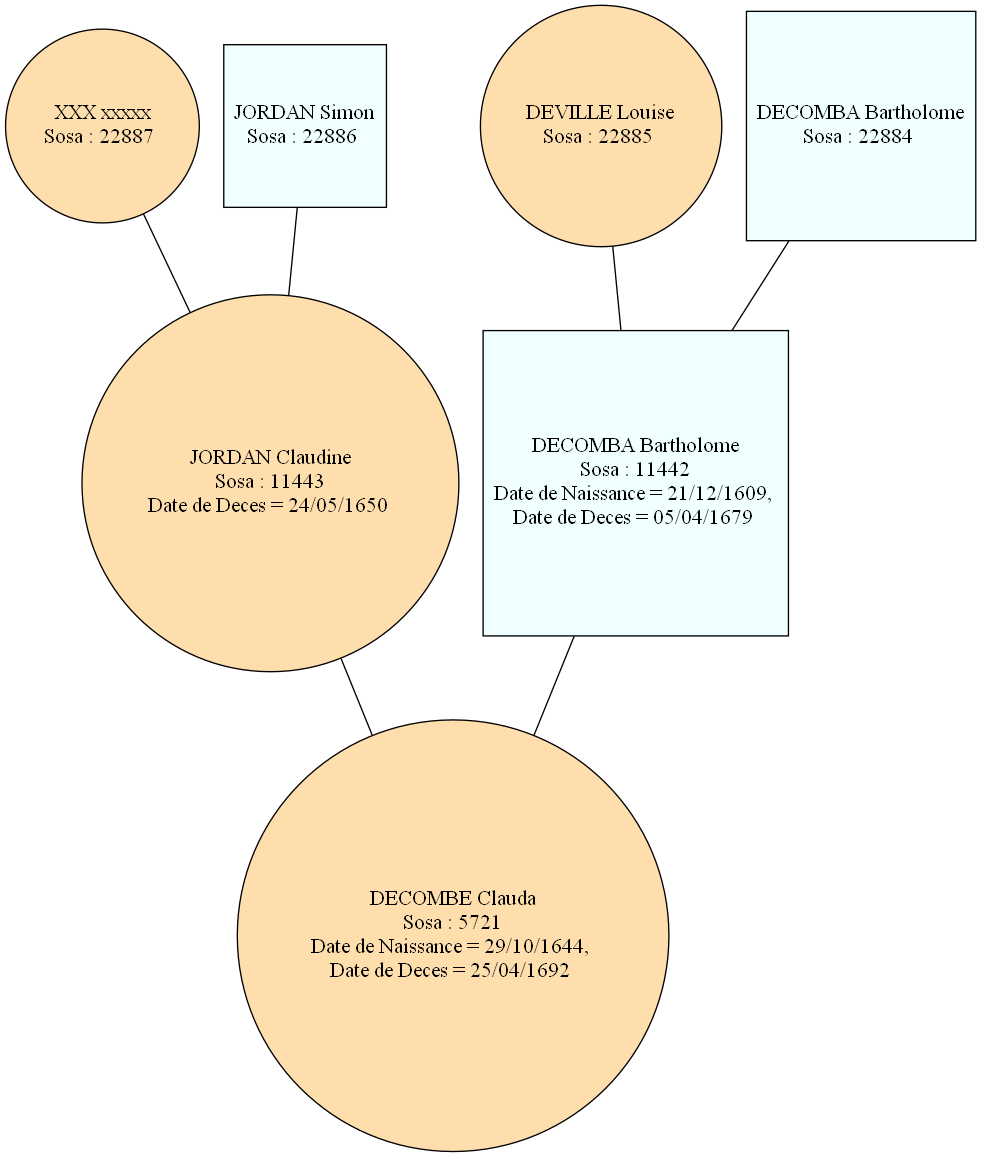 XXX xxxxx
Sosa : 22887
JORDAN Simon
Sosa : 22886
DEVILLE Louise
Sosa : 22885
DECOMBA Bartholome
Sosa : 22884
JORDAN Claudine
Sosa : 11443
Date de Deces = 24/05/1650
DECOMBA Bartholome
Sosa : 11442
Date de Naissance = 21/12/1609,
Date de Deces = 05/04/1679
DECOMBE Clauda
Sosa : 5721
Date de Naissance = 29/10/1644,
Date de Deces = 25/04/1692